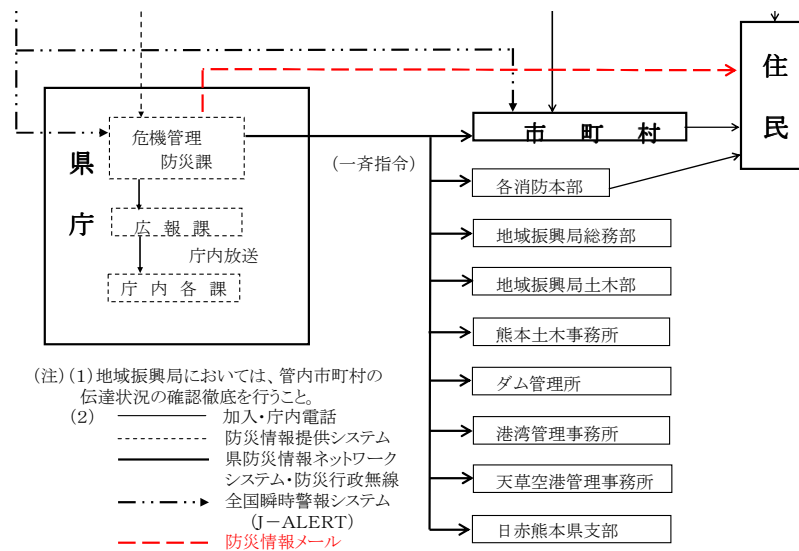 住民
県庁
危機管理
防災課
広報課
庁内放送
庁内各課
(一斉指令)
市町村
各消防本部
地域振興局総務部
地域振興局土木部
熊本土木事務所
ダム管理所
港湾管理事務所
天草空港管理事務所
日赤熊本県支部
(注)(1)地域振興局においては、管内市町村の
伝達状況の確認徹底を行うこと。
(2)
加入・庁内電話
防災情報提供システム
県防災情報ネットワーク
システム・防災行政無線
全国瞬時警報システム
(J-ALERT)
防災情報メール